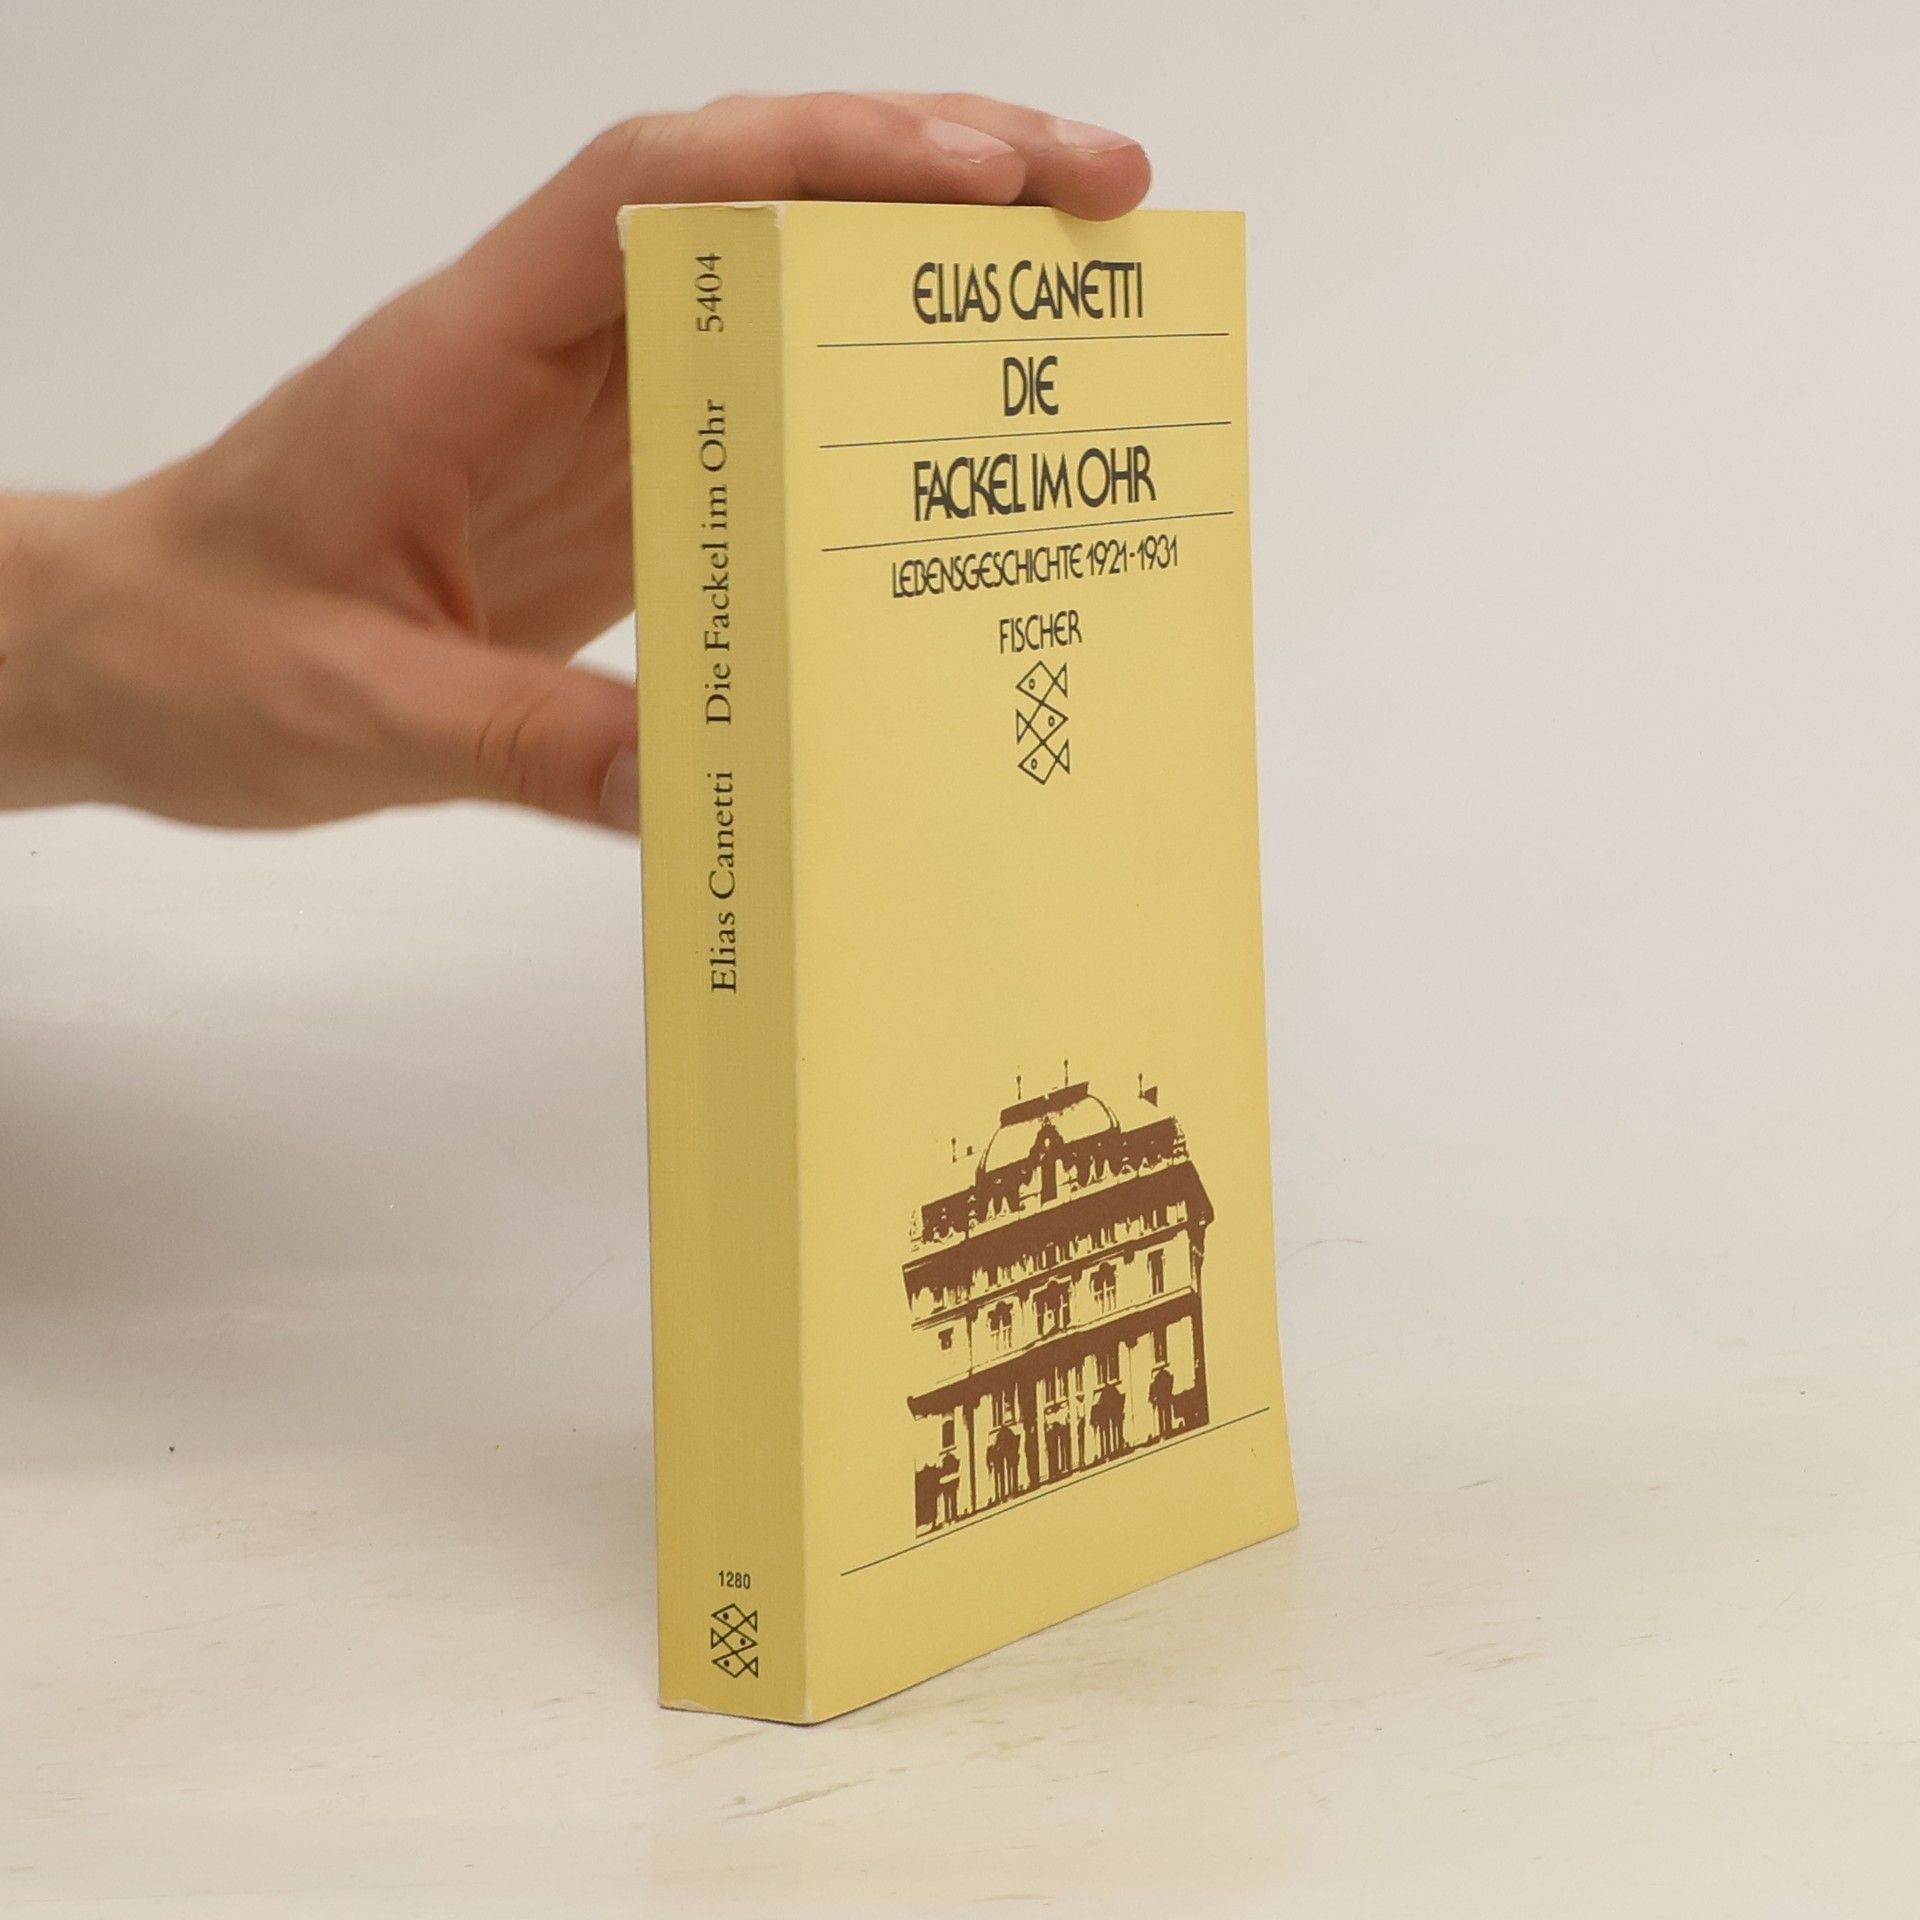 ELIAS CANETTI
DIE
FACKEL IM OHR
LEBENSGESCHICHTE 1921-1931
FISCHER
Elias Canetti Die Fackel im Ohr 5404
1280